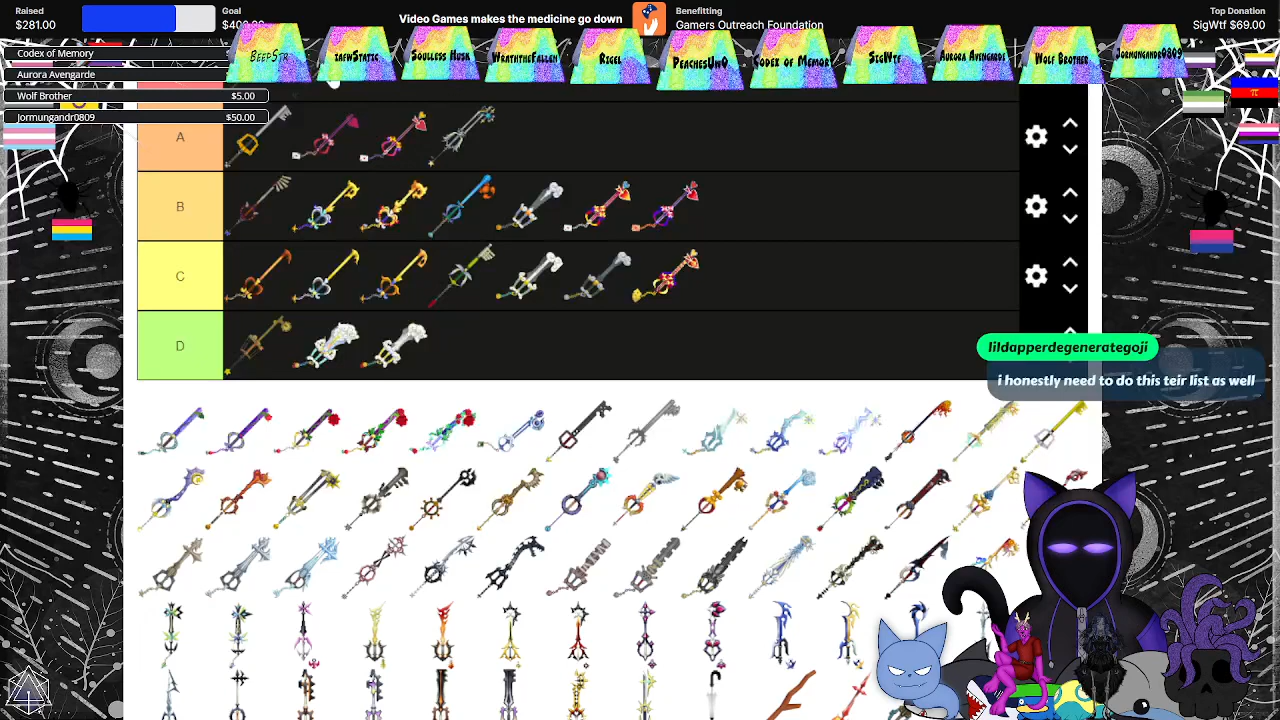 Raised
$281.00
Goal
$400.00
Video Games makes the medicine go down
Benefitting
Gamers Outreach Foundation
Top Donation
SigWtf $69.00
Codex of Memory
Aurora Avengarde
Wolf Brother $5.00
Jormungandr0809 $50.00
BeepSto
zaewStatic
Soulless Husk
WrathTheFallen
Rigel
PeachesUwU
Codex of Memory
SigWtf
Aurora Avengarde
Wolf Brother
Jormungandr0809
A
B
C
D
lildapperdegenerategoji
i honestly need to do this teir list as well